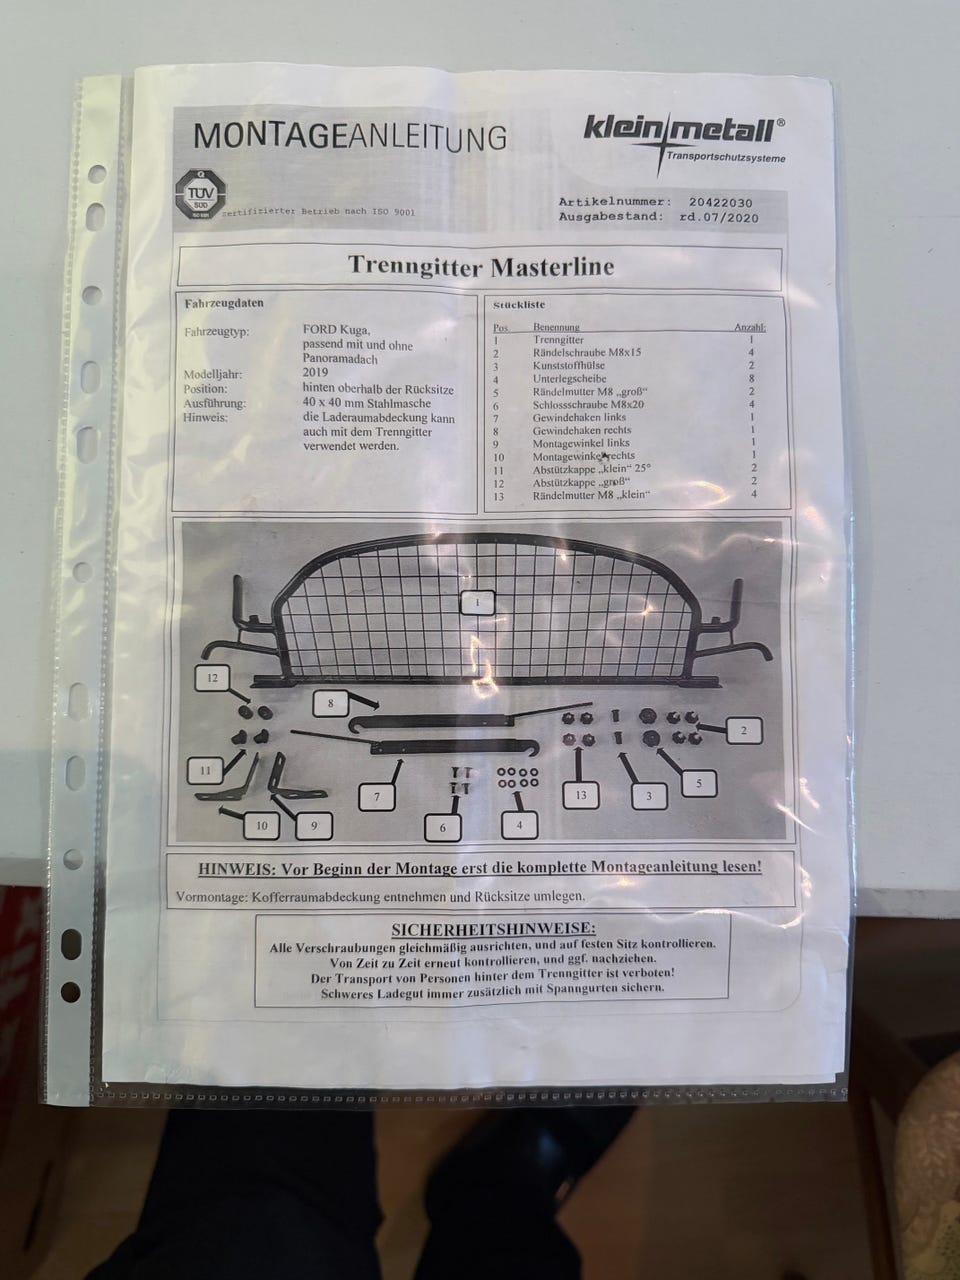 MONTAGEANLEITUNG
kleinmetall®
Transportschutzsysteme
TÜV
SÜD
ISO 9001
zertifizierter Betrieb nach ISO 9001
Artikelnummer: 20422030
Ausgabestand: rd.07/2020
Trenngitter Masterline
Fahrzeugdaten
Fahrzeugtyp: FORD Kuga,
passend mit und ohne
Panoramadach
Modelljahr: 2019
Position: hinten oberhalb der Rücksitze
Ausführung: 40 x 40 mm Stahlmasche
Hinweis: die Laderaumabdeckung kann
auch mit dem Trenngitter
verwendet werden.
Stückliste
Pos. Benennung Anzahl:
1 Trenngitter 1
2 Rändelschraube M8x15 4
3 Kunststoffhülse 2
4 Unterlegscheibe 8
5 Rändelmutter M8 „groß“ 2
6 Schlossschraube M8x20 4
7 Gewindehaken links 1
8 Gewindehaken rechts 1
9 Montagewinkel links 1
10 Montagewinkel rechts 1
11 Abstützkappe „klein“ 25° 2
12 Abstützkappe „groß“ 2
13 Rändelmutter M8 „klein“ 4
1
12
8
2
11
7
13
3
5
10
9
6
4
HINWEIS: Vor Beginn der Montage erst die komplette Montageanleitung lesen!
Vormontage: Kofferraumabdeckung entnehmen und Rücksitze umlegen.
SICHERHEITSHINWEISE:
Alle Verschraubungen gleichmäßig ausrichten, und auf festen Sitz kontrollieren.
Von Zeit zu Zeit erneut kontrollieren, und ggf. nachziehen.
Der Transport von Personen hinter dem Trenngitter ist verboten!
Schweres Ladegut immer zusätzlich mit Spanngurten sichern.